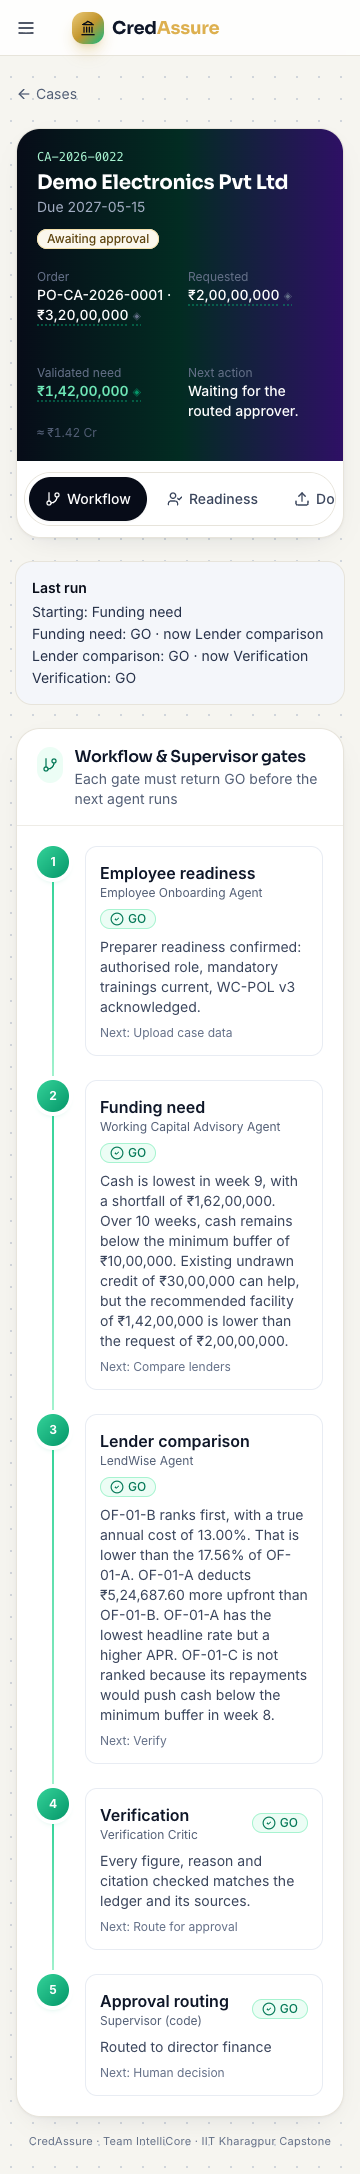 CredAssure
← Cases
CA-2026-0022
Demo Electronics Pvt Ltd
Due 2027-05-15
Awaiting approval
Order
PO-CA-2026-0001 ·
₹3,20,00,000
Requested
₹2,00,00,000
Validated need
₹1,42,00,000
≈ ₹1.42 Cr
Next action
Waiting for the
routed approver.
Workflow
Readiness
Do
Last run
Starting: Funding need
Funding need: GO · now Lender comparison
Lender comparison: GO · now Verification
Verification: GO
Workflow & Supervisor gates
Each gate must return GO before the
next agent runs
1
Employee readiness
Employee Onboarding Agent
GO
Preparer readiness confirmed:
authorised role, mandatory
trainings current, WC-POL v3
acknowledged.
Next: Upload case data
2
Funding need
Working Capital Advisory Agent
GO
Cash is lowest in week 9, with
a shortfall of ₹1,62,00,000.
Over 10 weeks, cash remains
below the minimum buffer of
₹10,00,000. Existing undrawn
credit of ₹30,00,000 can help,
but the recommended facility
of ₹1,42,00,000 is lower than
the request of ₹2,00,00,000.
Next: Compare lenders
3
Lender comparison
LendWise Agent
GO
OF-01-B ranks first, with a true
annual cost of 13.00%. That is
lower than the 17.56% of OF-
01-A. OF-01-A deducts
₹5,24,687.60 more upfront than
OF-01-B. OF-01-A has the
lowest headline rate but a
higher APR. OF-01-C is not
ranked because its repayments
would push cash below the
minimum buffer in week 8.
Next: Verify
4
Verification
Verification Critic
GO
Every figure, reason and
citation checked matches the
ledger and its sources.
Next: Route for approval
5
Approval routing
Supervisor (code)
GO
Routed to director finance
Next: Human decision
CredAssure · Team IntelliCore · IIT Kharagpur Capstone